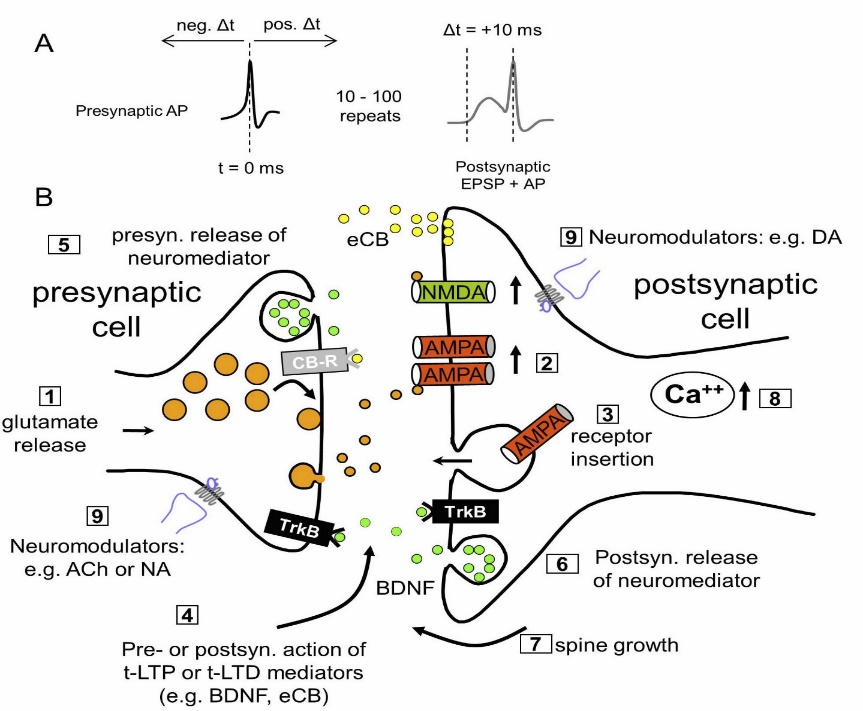 A
neg. Δt
pos. Δt
Presynaptic AP
t = 0 ms
10 - 100
repeats
Δt = +10 ms
Postsynaptic
EPSP + AP
B
5
presyn. release of
neuromediator
presynaptic
cell
eCB
9 Neuromodulators: e.g. DA
postsynaptic
cell
NMDA
CB-R
AMPA
AMPA
2
Ca++
8
1
glutamate
release
AMPA
3
receptor
insertion
TrkB
TrkB
9
Neuromodulators:
e.g. ACh or NA
BDNF
6
Postsyn. release
of neuromediator
4
Pre- or postsyn. action of
t-LTP or t-LTD mediators
(e.g. BDNF, eCB)
7 spine growth